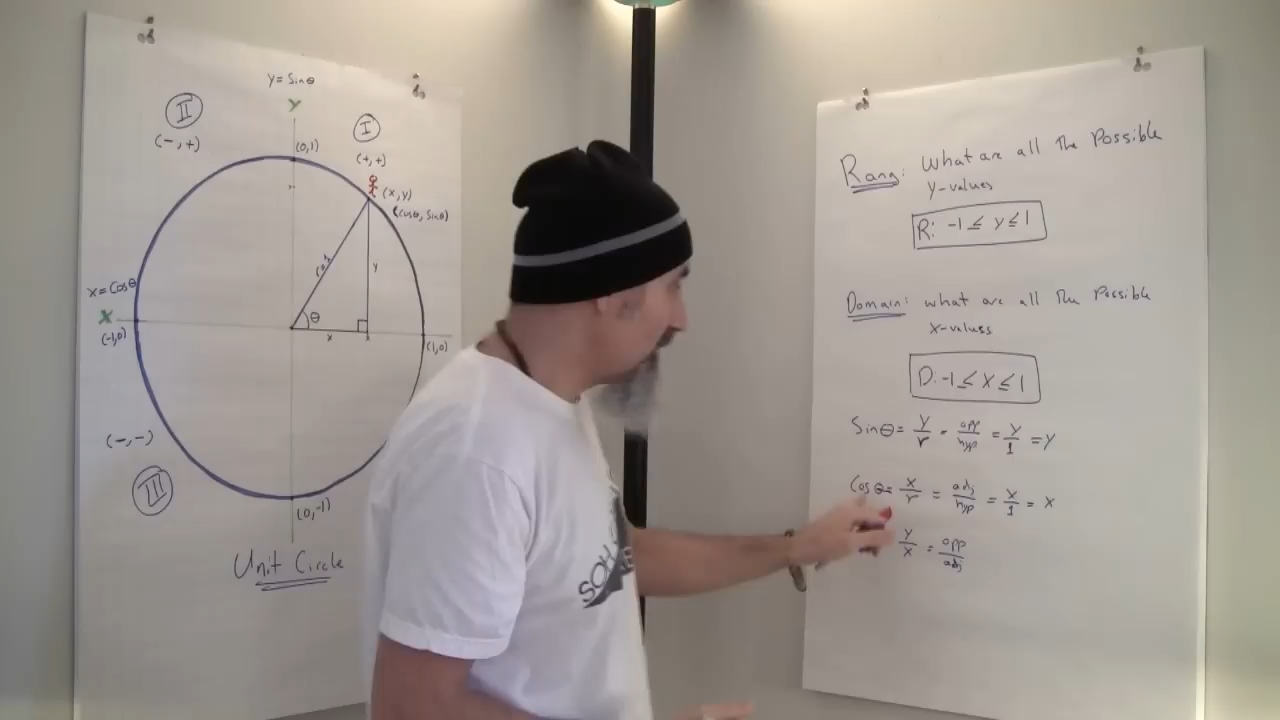 y = Sinθ
Y
II
I
(-,+)
(0,1)
(+,+)
(x,y)
(cosθ, Sinθ)
y
x = Cosθ
X
θ
(-1,0)
x
(1,0)
(-,-)
III
(0,-1)
Unit Circle
Rang: What are all The Possible
Y-values
R: -1 ≤ Y ≤ 1
Domain: what are all The Possible
X-values
D: -1 ≤ X ≤ 1
Sinθ = Y/r = opp/hyp = Y/1 = Y
Cosθ = X/r = adj/hyp = X/1 = X
Y/X = opp/adj
SOH